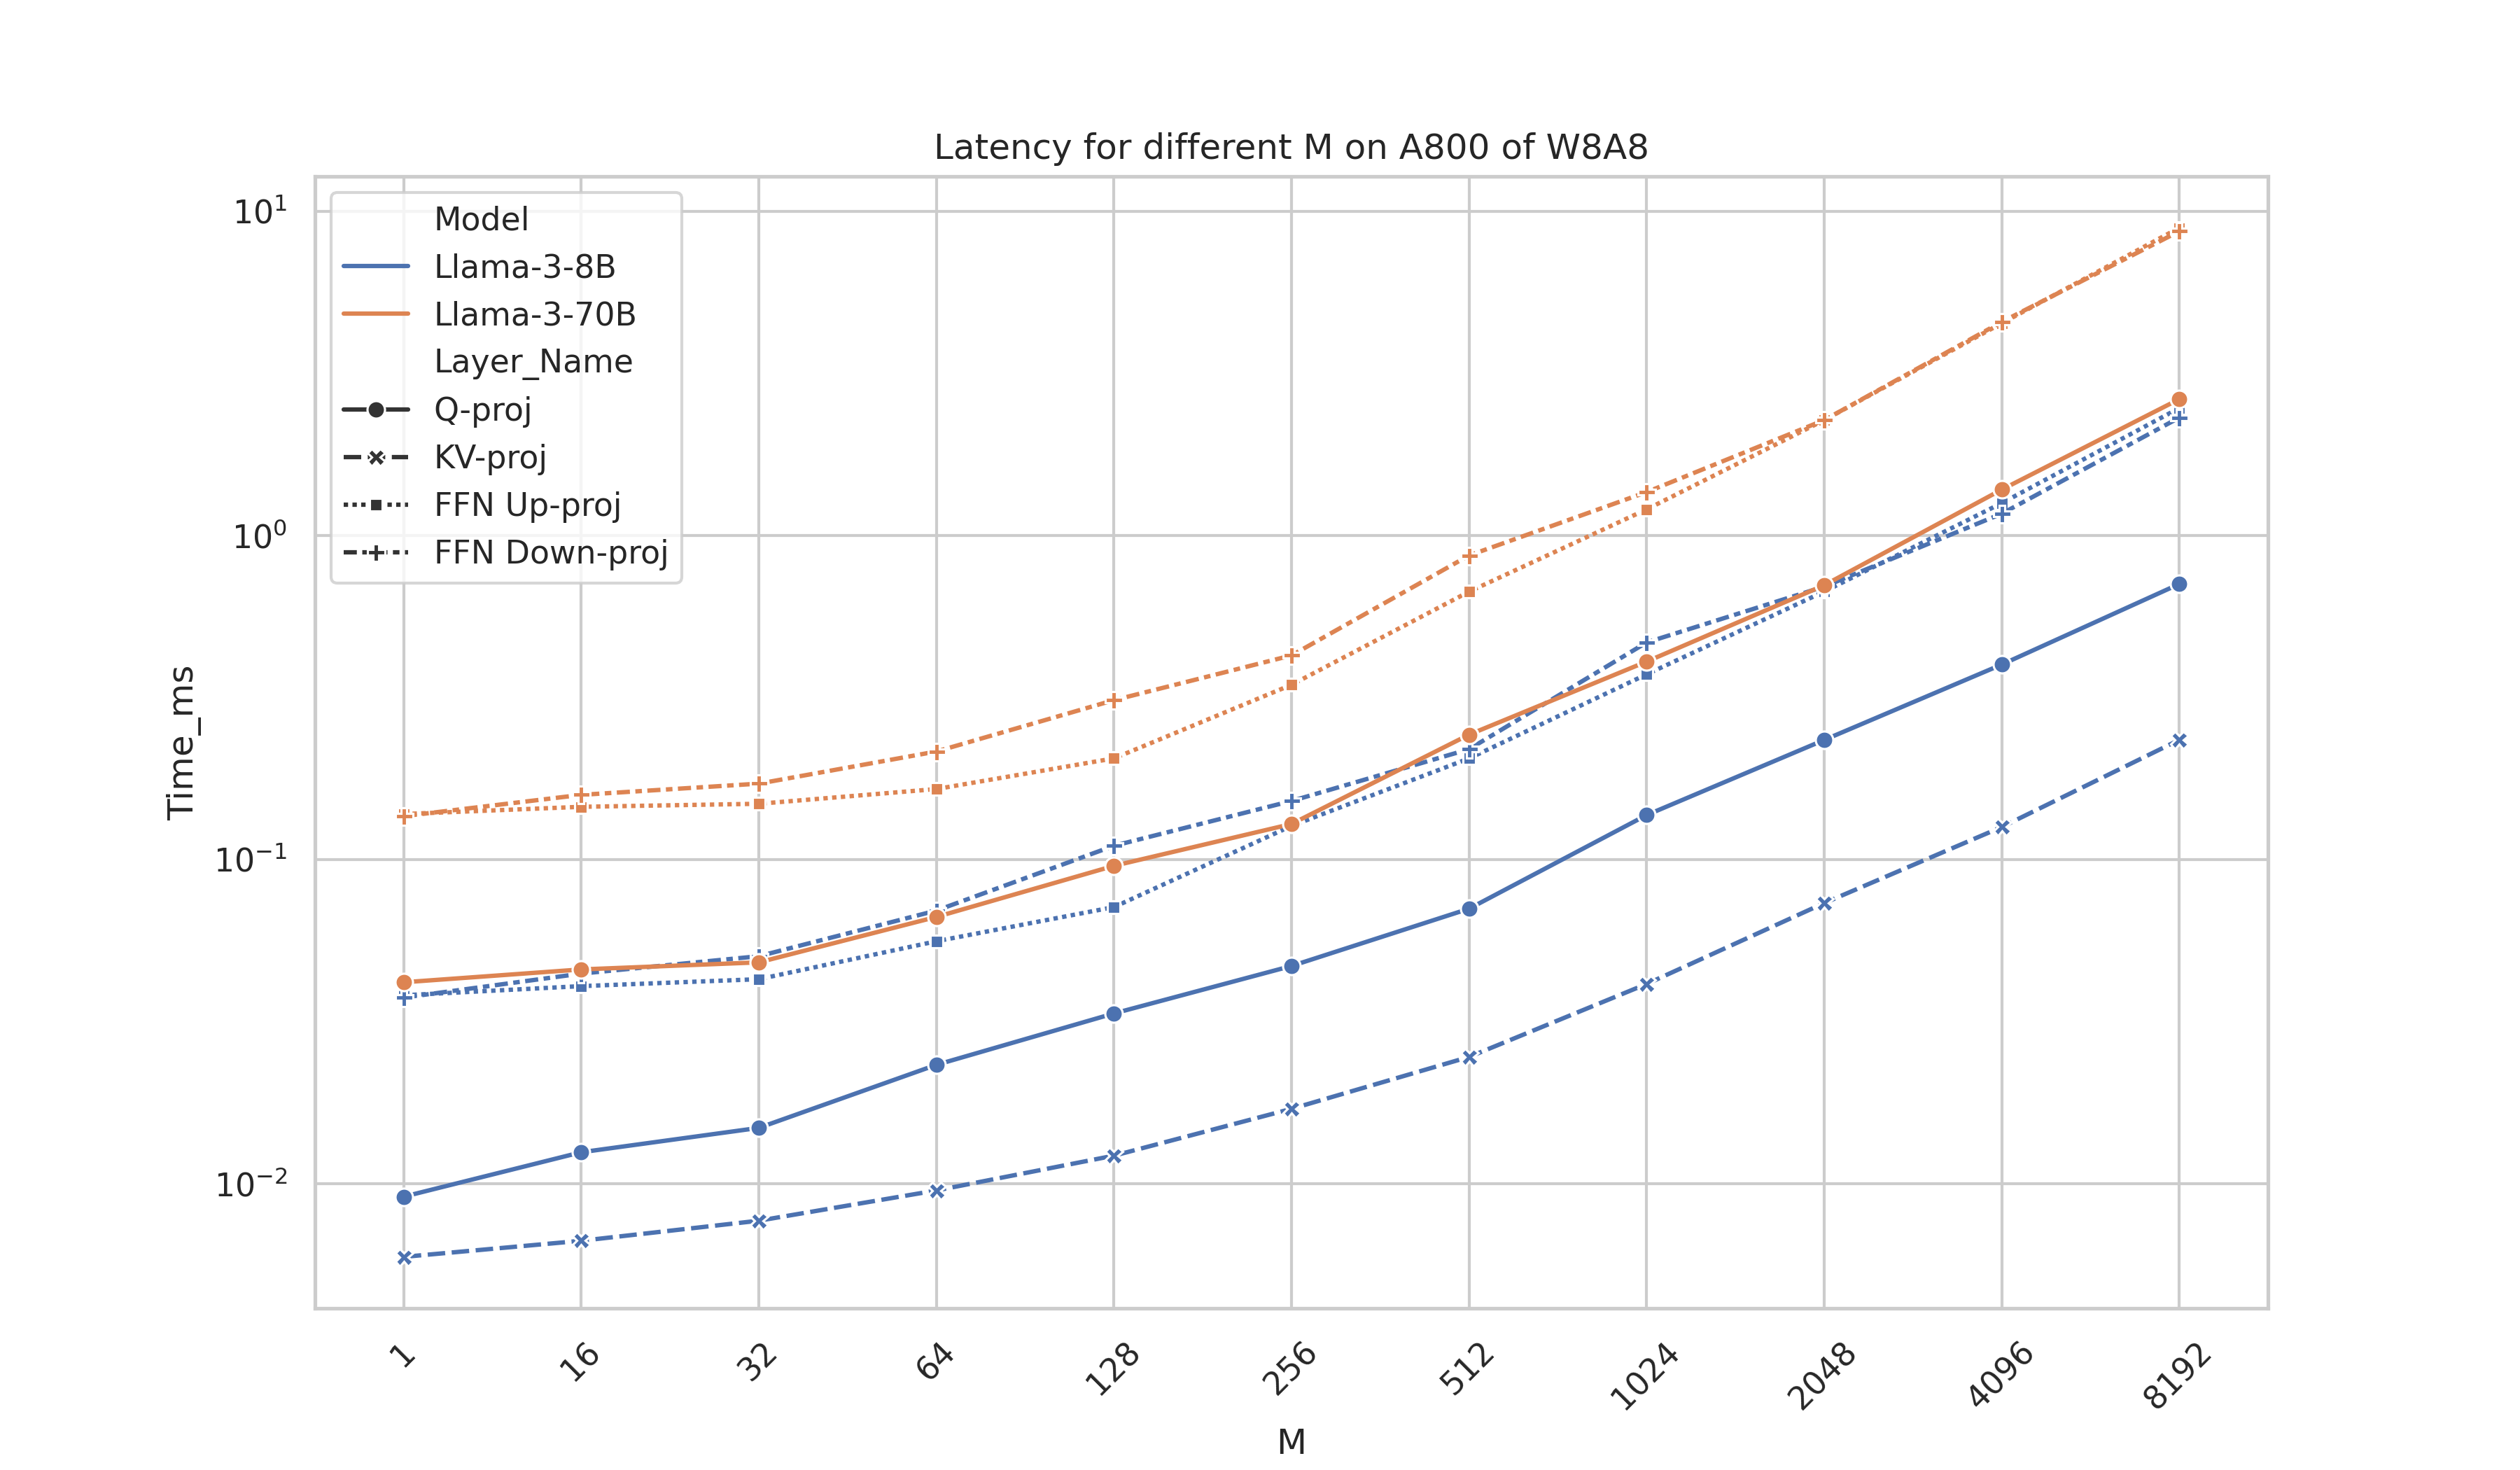 Latency for different M on A800 of W8A8
Model
Llama-3-8B
Llama-3-70B
Layer_Name
Q-proj
KV-proj
FFN Up-proj
FFN Down-proj
10¹
10⁰
10⁻¹
10⁻²
Time_ms
1 16 32 64 128 256 512 1024 2048 4096 8192
M